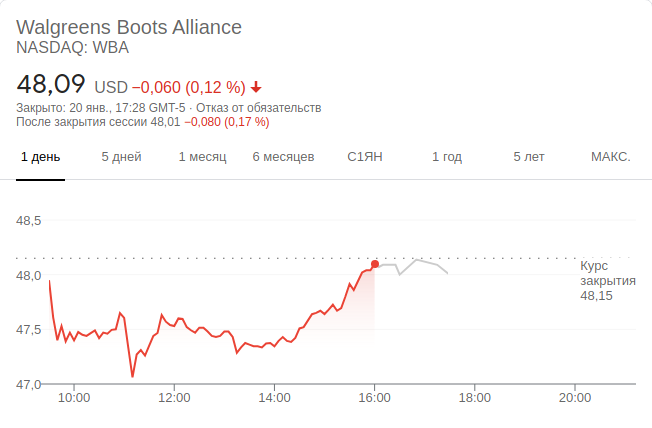 Walgreens Boots Alliance
NASDAQ: WBA
48,09 USD −0,060 (0,12 %)
Закрыто: 20 янв., 17:28 GMT-5 · Отказ от обязательств
После закрытия сессии 48,01 −0,080 (0,17 %)
1 день 5 дней 1 месяц 6 месяцев С1ЯН 1 год 5 лет МАКС.
48,5
48,0
47,5
47,0
Курс
закрытия
48,15
10:00 12:00 14:00 16:00 18:00 20:00